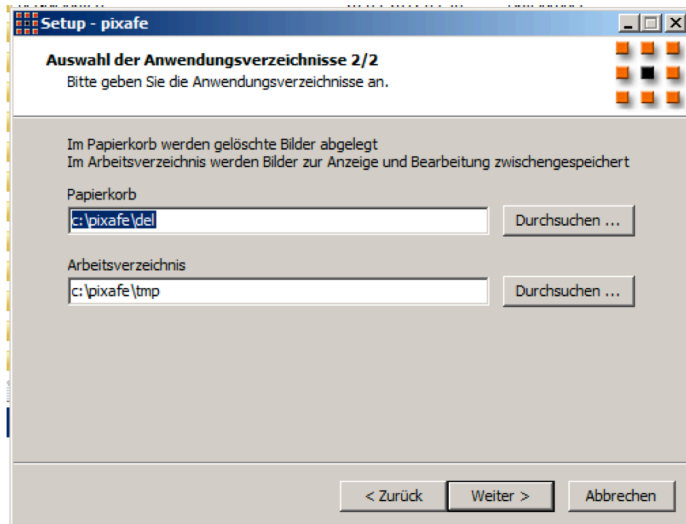 Setup - pixafe
Auswahl der Anwendungsverzeichnisse 2/2
Bitte geben Sie die Anwendungsverzeichnisse an.
Im Papierkorb werden gelöschte Bilder abgelegt
Im Arbeitsverzeichnis werden Bilder zur Anzeige und Bearbeitung zwischengespeichert
Papierkorb
c:\pixafe\del
Durchsuchen ...
Arbeitsverzeichnis
c:\pixafe\tmp
Durchsuchen ...
< Zurück
Weiter >
Abbrechen